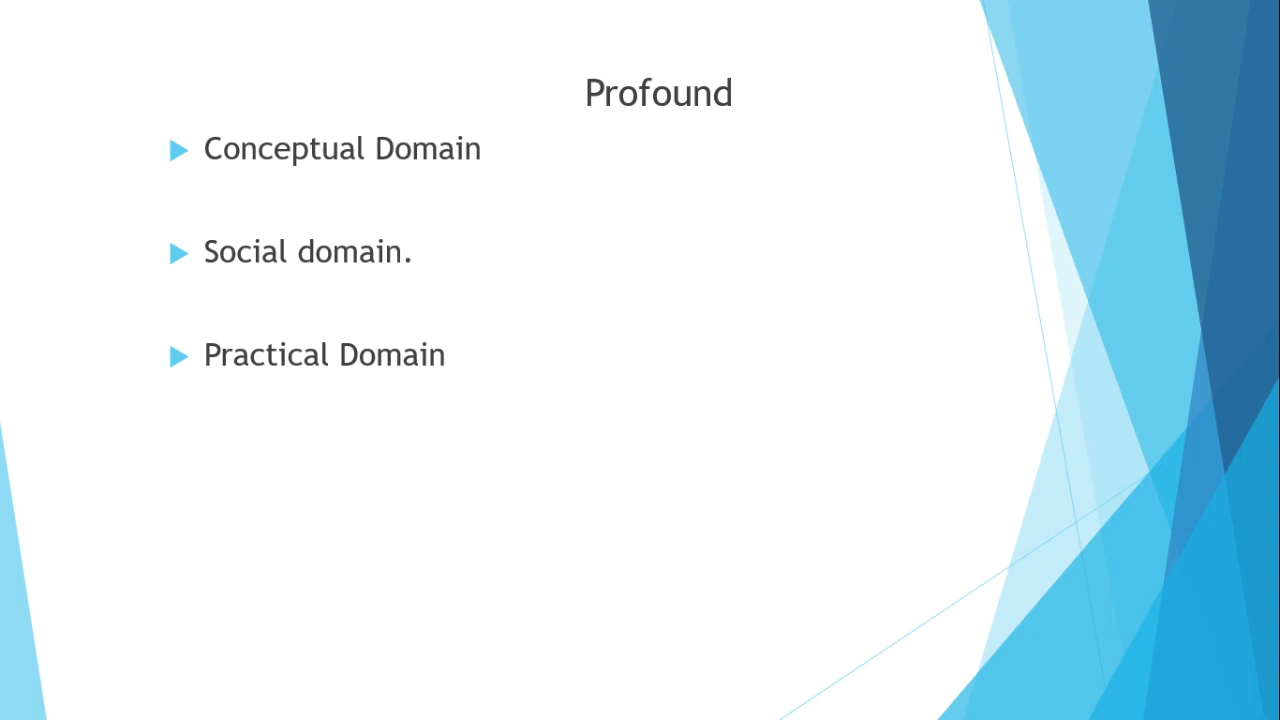 Profound
Conceptual Domain
Social domain.
Practical Domain